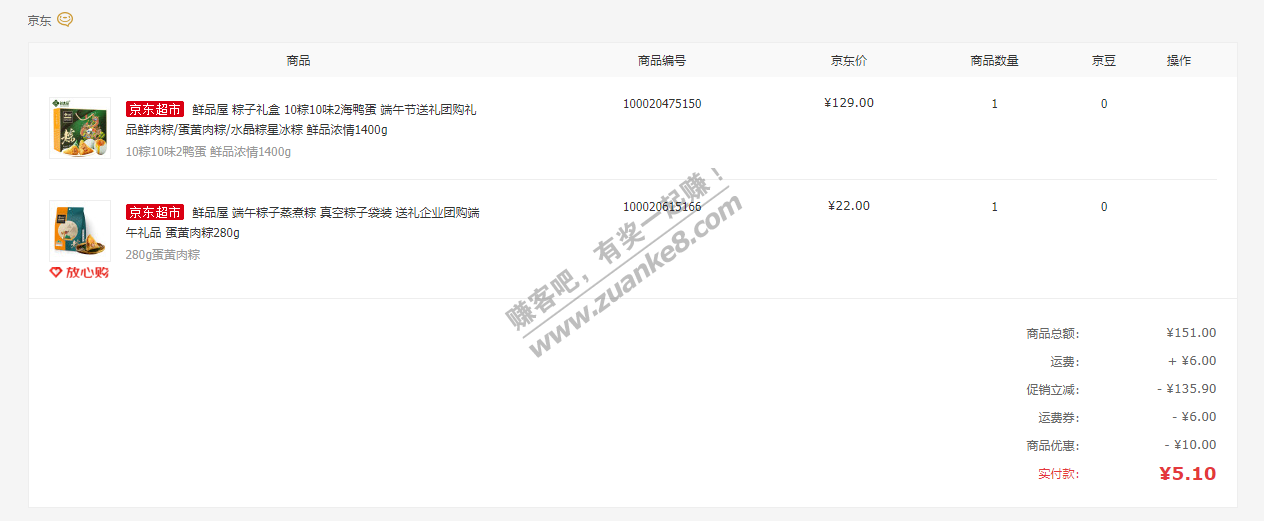 京东
商品 商品编号 京东价 商品数量 京豆 操作
京东超市 鲜品屋 粽子礼盒 10粽10味2海鸭蛋 端午节送礼团购礼
品鲜肉粽/蛋黄肉粽/水晶粽星冰粽 鲜品浓情1400g
10粽10味2鸭蛋 鲜品浓情1400g
100020475150 ¥129.00 1 0
粽
京东超市 鲜品屋 端午粽子蒸煮粽 真空粽子袋装 送礼企业团购端
午礼品 蛋黄肉粽280g
280g蛋黄肉粽
100020615166 ¥22.00 1 0
放心购
赚客吧，有奖一起赚！
www.zuanke8.com
商品总额: ¥151.00
运费: + ¥6.00
促销立减: - ¥135.90
运费券: - ¥6.00
商品优惠: - ¥10.00
实付款: ¥5.10